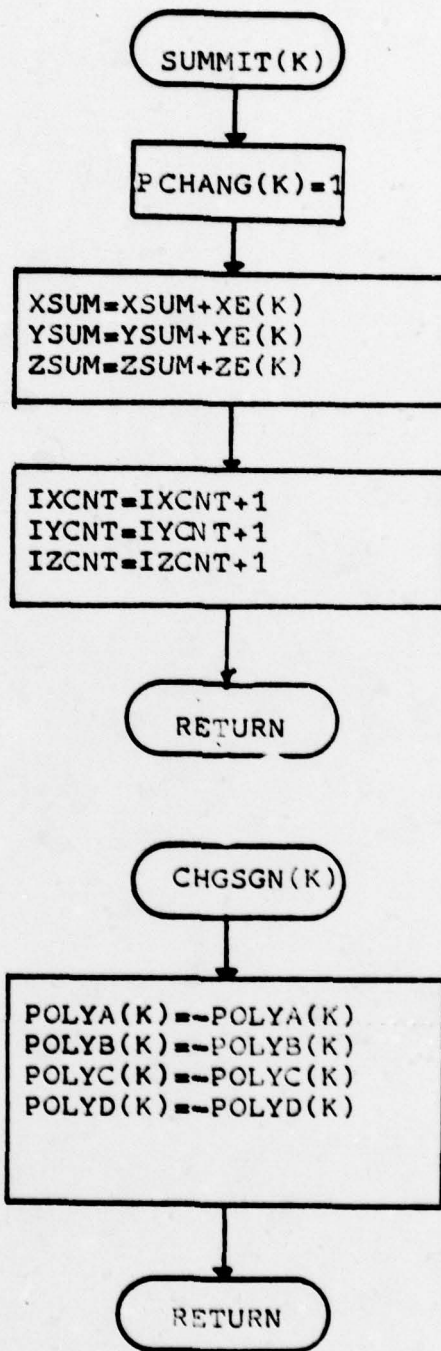 SUMMIT(K)
PCHANG(K)=1
XSUM=XSUM+XE(K)
YSUM=YSUM+YE(K)
ZSUM=ZSUM+ZE(K)
IXCNT=IXCNT+1
IYCNT=IYCNT+1
IZCNT=IZCNT+1
RETURN
CHGSGN(K)
POLYA(K)=-POLYA(K)
POLYB(K)=-POLYB(K)
POLYC(K)=-POLYC(K)
POLYD(K)=-POLYD(K)
RETURN